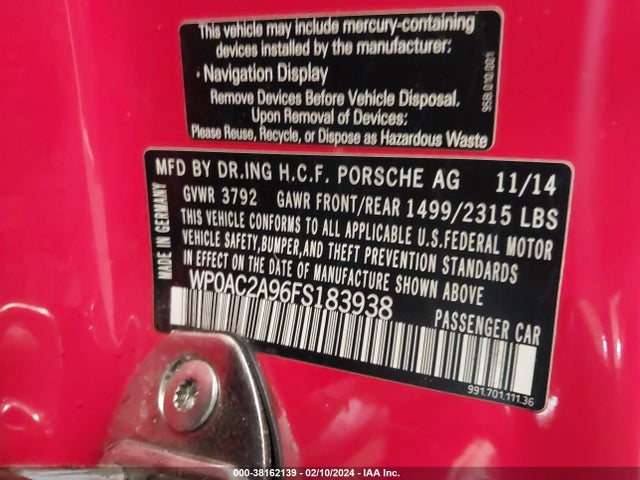 This vehicle may include mercury-containing
devices installed by the manufacturer:
· Navigation Display
Remove Devices Before Vehicle Disposal.
Upon Removal of Devices:
Please Reuse, Recycle, or Dispose as Hazardous Waste
95B.010.001
MFD BY DR.ING H.C.F. PORSCHE AG 11/14
GVWR 3792 GAWR FRONT/REAR 1499/2315 LBS
THIS VEHICLE CONFORMS TO ALL APPLICABLE U.S.FEDERAL MOTOR
VEHICLE SAFETY,BUMPER,AND THEFT PREVENTION STANDARDS
IN EFFECT ON THE DATE OF MANUFACTURE SHOWN ABOVE
WP0AC2A96FS183938 PASSENGER CAR
MADE IN GERMANY
991.701.111.36
000-38162139 - 02/10/2024 - IAA Inc.